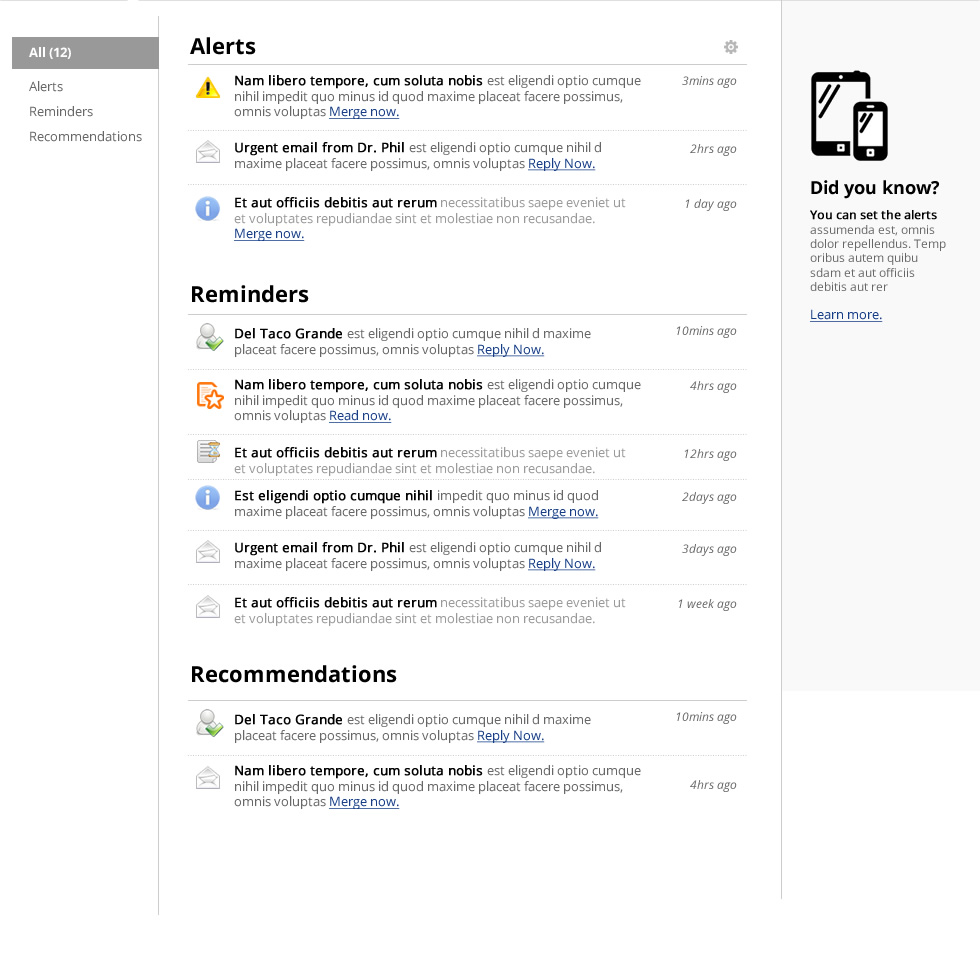 All (12)
Alerts
Reminders
Recommendations
Alerts
Nam libero tempore, cum soluta nobis est eligendi optio cumque
nihil impedit quo minus id quod maxime placeat facere possimus,
omnis voluptas Merge now.
3mins ago
Urgent email from Dr. Phil est eligendi optio cumque nihil d
maxime placeat facere possimus, omnis voluptas Reply Now.
2hrs ago
Et aut officiis debitis aut rerum necessitatibus saepe eveniet ut
et voluptates repudiandae sint et molestiae non recusandae.
Merge now.
1 day ago
Reminders
Del Taco Grande est eligendi optio cumque nihil d maxime
placeat facere possimus, omnis voluptas Reply Now.
10mins ago
Nam libero tempore, cum soluta nobis est eligendi optio cumque
nihil impedit quo minus id quod maxime placeat facere possimus,
omnis voluptas Read now.
4hrs ago
Et aut officiis debitis aut rerum necessitatibus saepe eveniet ut
et voluptates repudiandae sint et molestiae non recusandae.
12hrs ago
Est eligendi optio cumque nihil impedit quo minus id quod
maxime placeat facere possimus, omnis voluptas Merge now.
2days ago
Urgent email from Dr. Phil est eligendi optio cumque nihil d
maxime placeat facere possimus, omnis voluptas Reply Now.
3days ago
Et aut officiis debitis aut rerum necessitatibus saepe eveniet ut
et voluptates repudiandae sint et molestiae non recusandae.
1 week ago
Recommendations
Del Taco Grande est eligendi optio cumque nihil d maxime
placeat facere possimus, omnis voluptas Reply Now.
10mins ago
Nam libero tempore, cum soluta nobis est eligendi optio cumque
nihil impedit quo minus id quod maxime placeat facere possimus,
omnis voluptas Merge now.
4hrs ago
Did you know?
You can set the alerts
assumenda est, omnis
dolor repellendus. Temp
oribus autem quibu
sdam et aut officiis
debitis aut rer
Learn more.